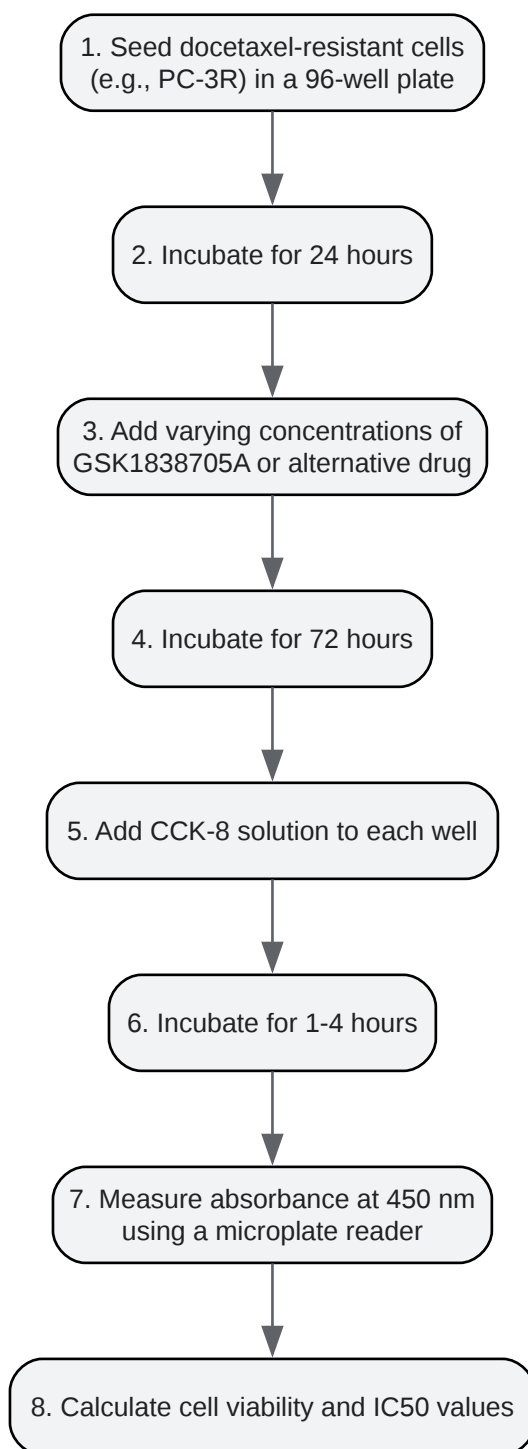 1. Seed docetaxel-resistant cells
(e.g., PC-3R) in a 96-well plate
2. Incubate for 24 hours
3. Add varying concentrations of
GSK1838705A or alternative drug
4. Incubate for 72 hours
5. Add CCK-8 solution to each well
6. Incubate for 1-4 hours
7. Measure absorbance at 450 nm
using a microplate reader
8. Calculate cell viability and IC50 values